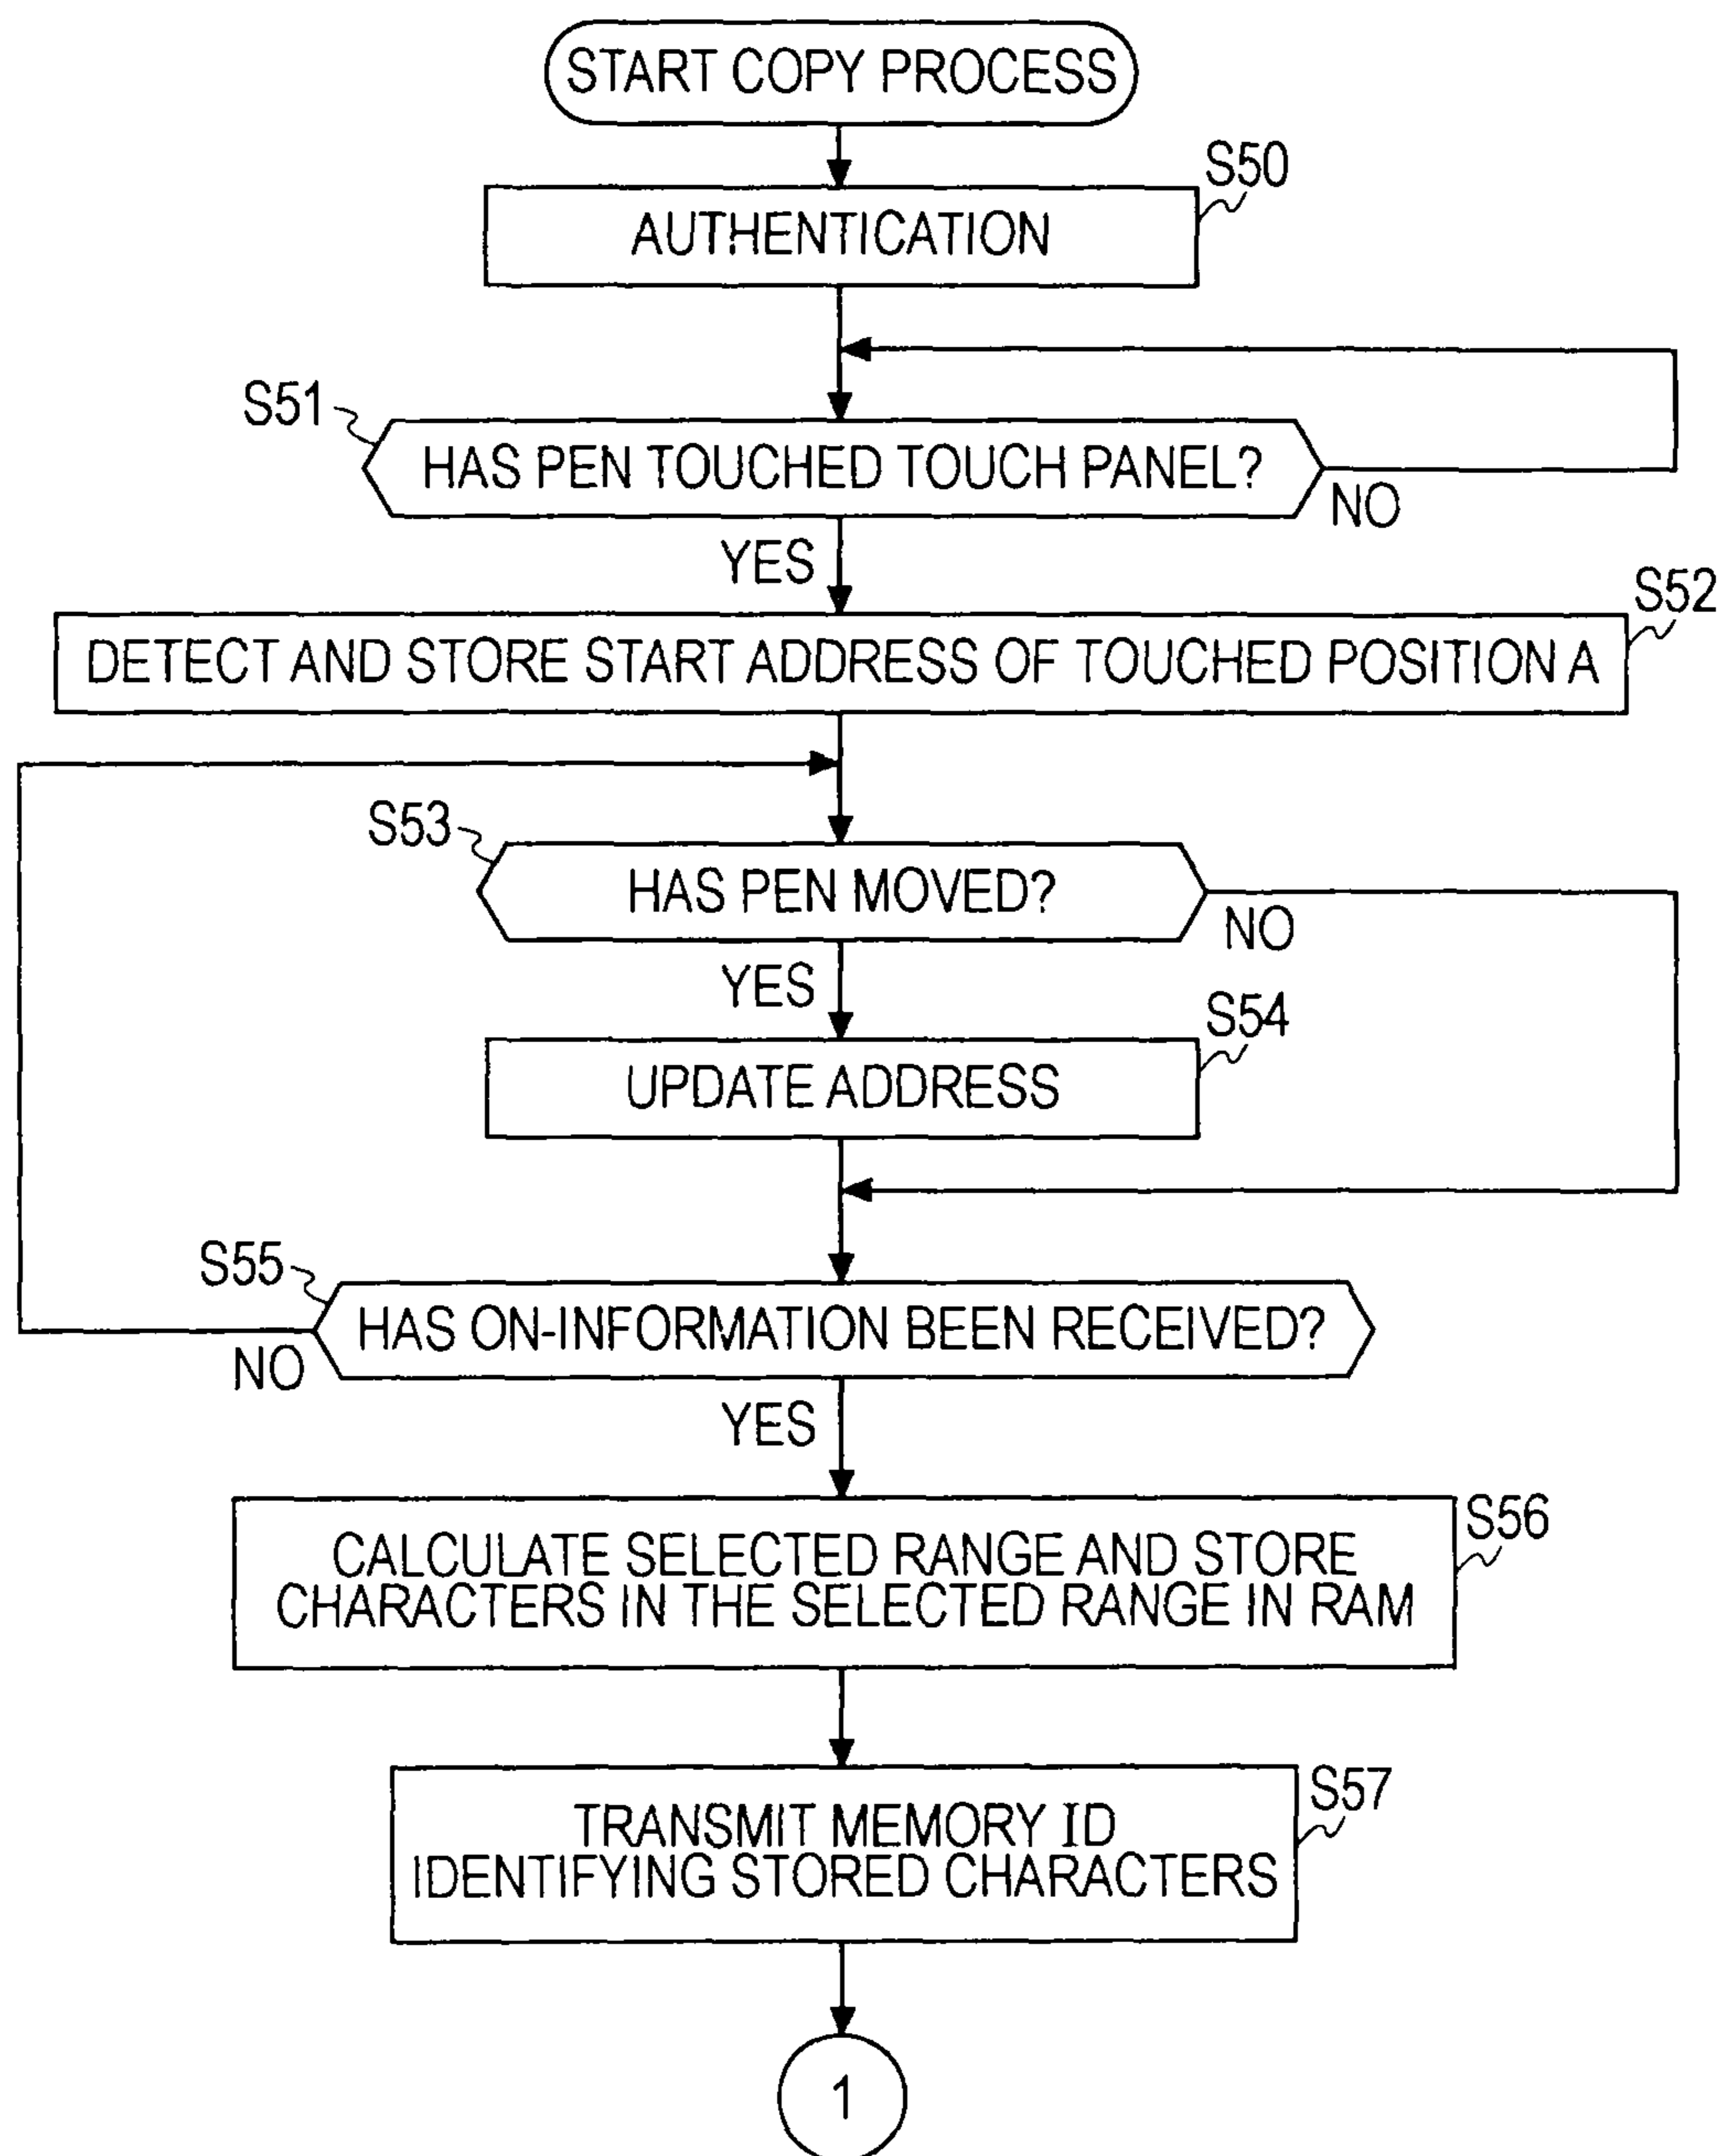 START COPY PROCESS
S50
AUTHENTICATION
S51
HAS PEN TOUCHED TOUCH PANEL?
NO
YES
S52
DETECT AND STORE START ADDRESS OF TOUCHED POSITION A
S53
HAS PEN MOVED?
NO
YES
S54
UPDATE ADDRESS
S55
HAS ON-INFORMATION BEEN RECEIVED?
NO
YES
S56
CALCULATE SELECTED RANGE AND STORE
CHARACTERS IN THE SELECTED RANGE IN RAM
S57
TRANSMIT MEMORY ID
IDENTIFYING STORED CHARACTERS
1